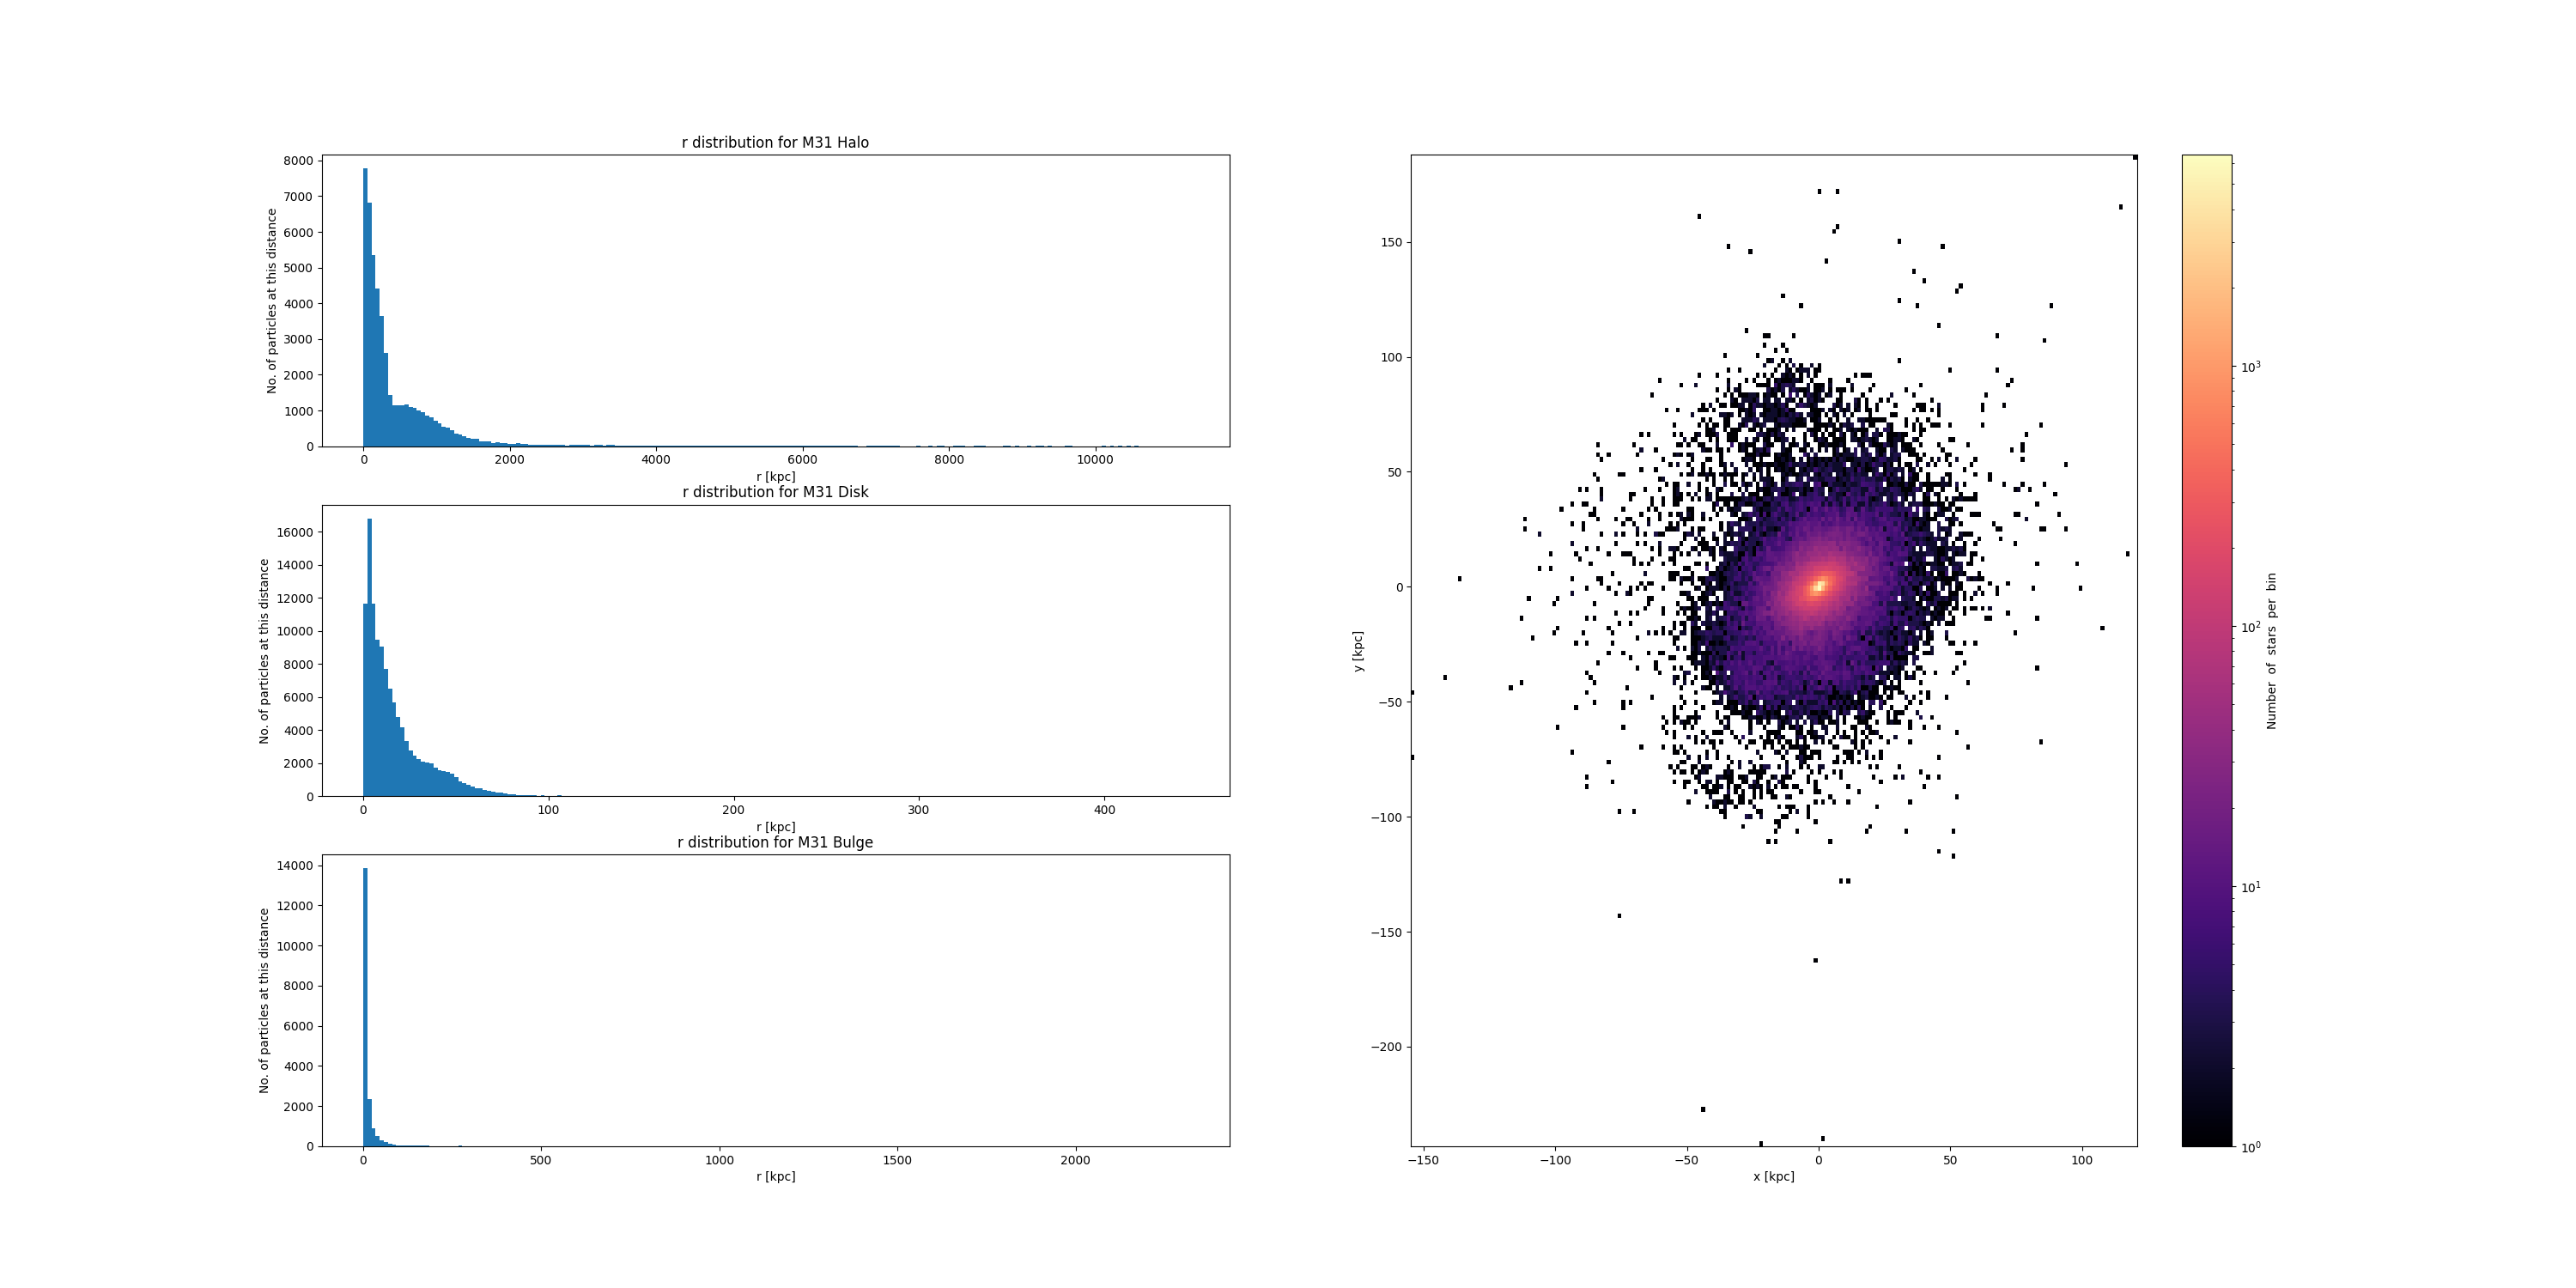 r distribution for M31 Halo
No. of particles at this distance
8000
7000
6000
5000
4000
3000
2000
1000
0
0 2000 4000 6000 8000 10000
r [kpc]
r distribution for M31 Disk
No. of particles at this distance
16000
14000
12000
10000
8000
6000
4000
2000
0
0 100 200 300 400
r [kpc]
r distribution for M31 Bulge
No. of particles at this distance
14000
12000
10000
8000
6000
4000
2000
0
0 500 1000 1500 2000
r [kpc]
y [kpc]
150
100
50
0
−50
−100
−150
−200
−150 −100 −50 0 50 100
x [kpc]
10³
10²
10¹
10⁰
Number of stars per bin